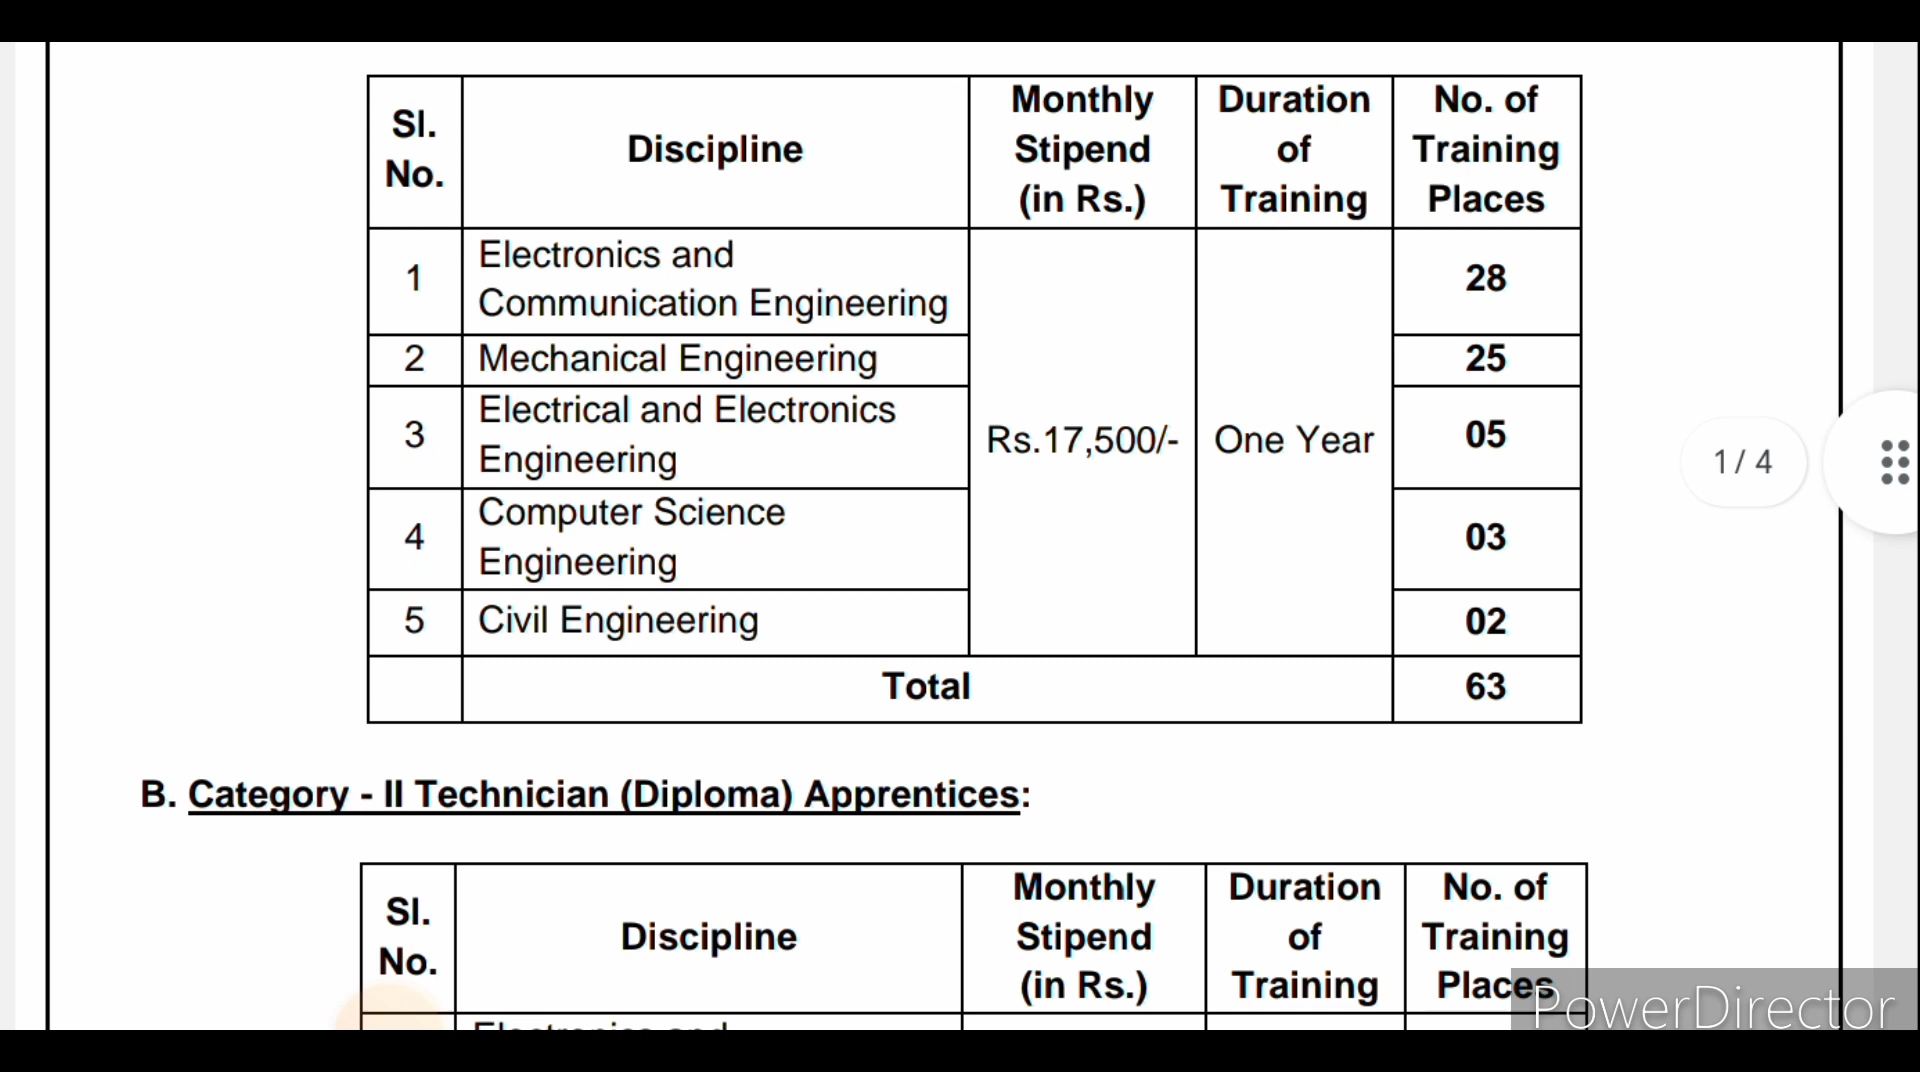 Sl.
No.
Discipline
Monthly
Stipend
(in Rs.)
Duration
of
Training
No. of
Training
Places
1
Electronics and
Communication Engineering
28
2
Mechanical Engineering
25
3
Electrical and Electronics
Engineering
Rs.17,500/-
One Year
05
4
Computer Science
Engineering
03
5
Civil Engineering
02
Total
63
1 / 4
B. Category - II Technician (Diploma) Apprentices:
Sl.
No.
Discipline
Monthly
Stipend
(in Rs.)
Duration
of
Training
No. of
Training
Places
Electronics and
PowerDirector